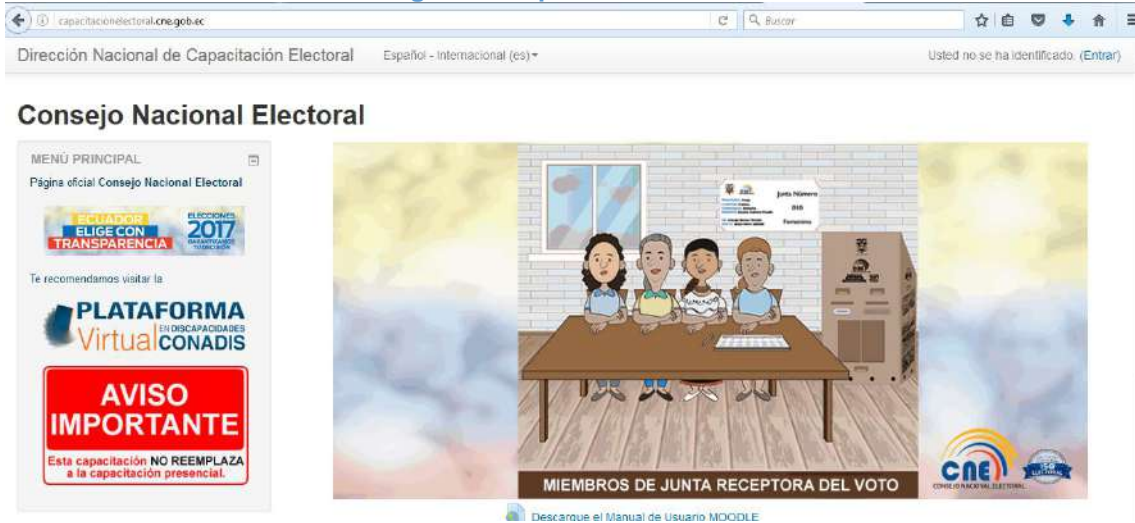 capacitacionelectoral.cne.gob.ec
Buscar
Dirección Nacional de Capacitación Electoral
Español - Internacional (es)
Usted no se ha identificado. (Entrar)
Consejo Nacional Electoral
MENÚ PRINCIPAL
Página oficial Consejo Nacional Electoral
ECUADOR
ELIGE CON
TRANSPARENCIA
ELECCIONES
2017
Te recomendamos visitar la
PLATAFORMA
Virtual EN DISCAPACIDADES
CONADIS
AVISO
IMPORTANTE
Esta capacitación NO REEMPLAZA
a la capacitación presencial.
Junta Número
Femenino
MIEMBROS DE JUNTA RECEPTORA DEL VOTO
CNE
CONSEJO NACIONAL ELECTORAL
ISO
ELECTORAL
Descargue el Manual de Usuario MOODLE